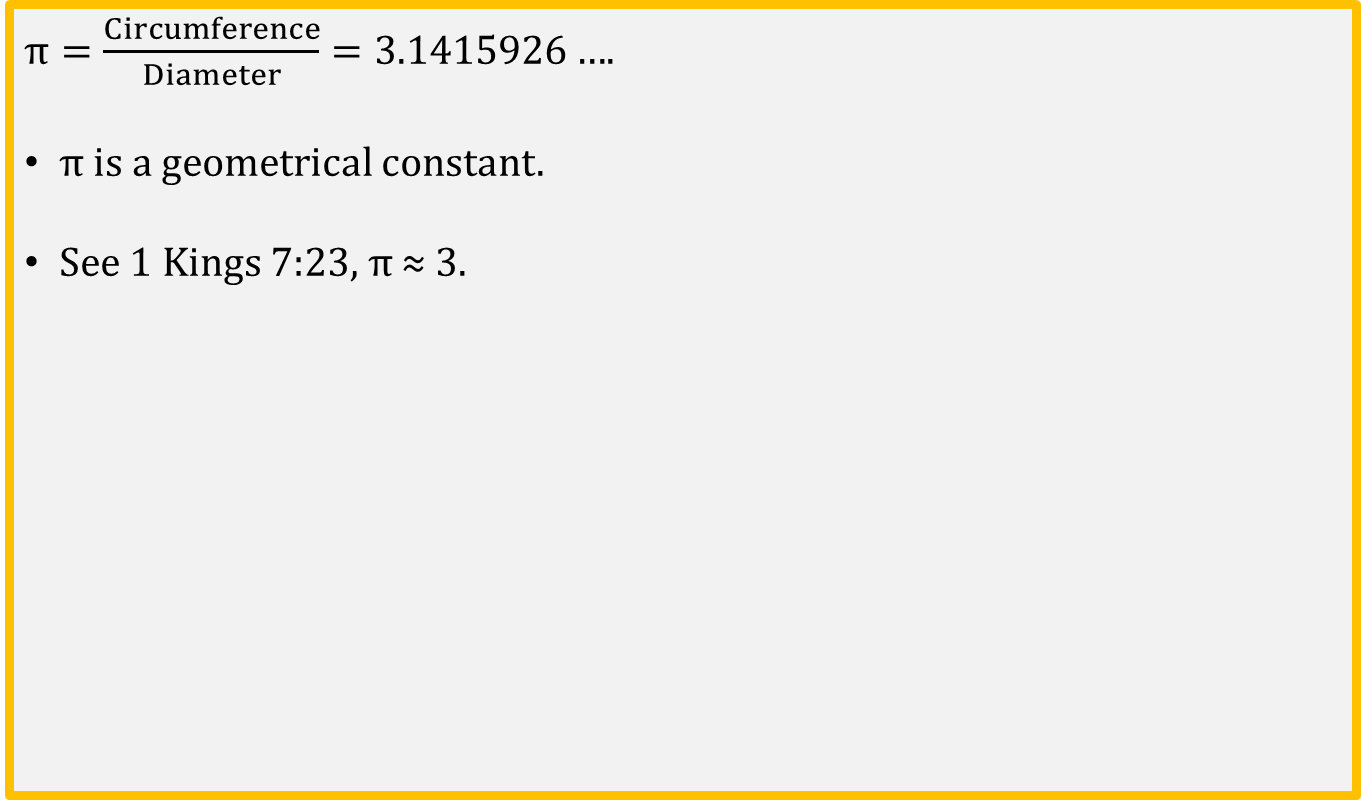 π = Circumference/Diameter = 3.1415926 ….
• π is a geometrical constant.
• See 1 Kings 7:23, π ≈ 3.